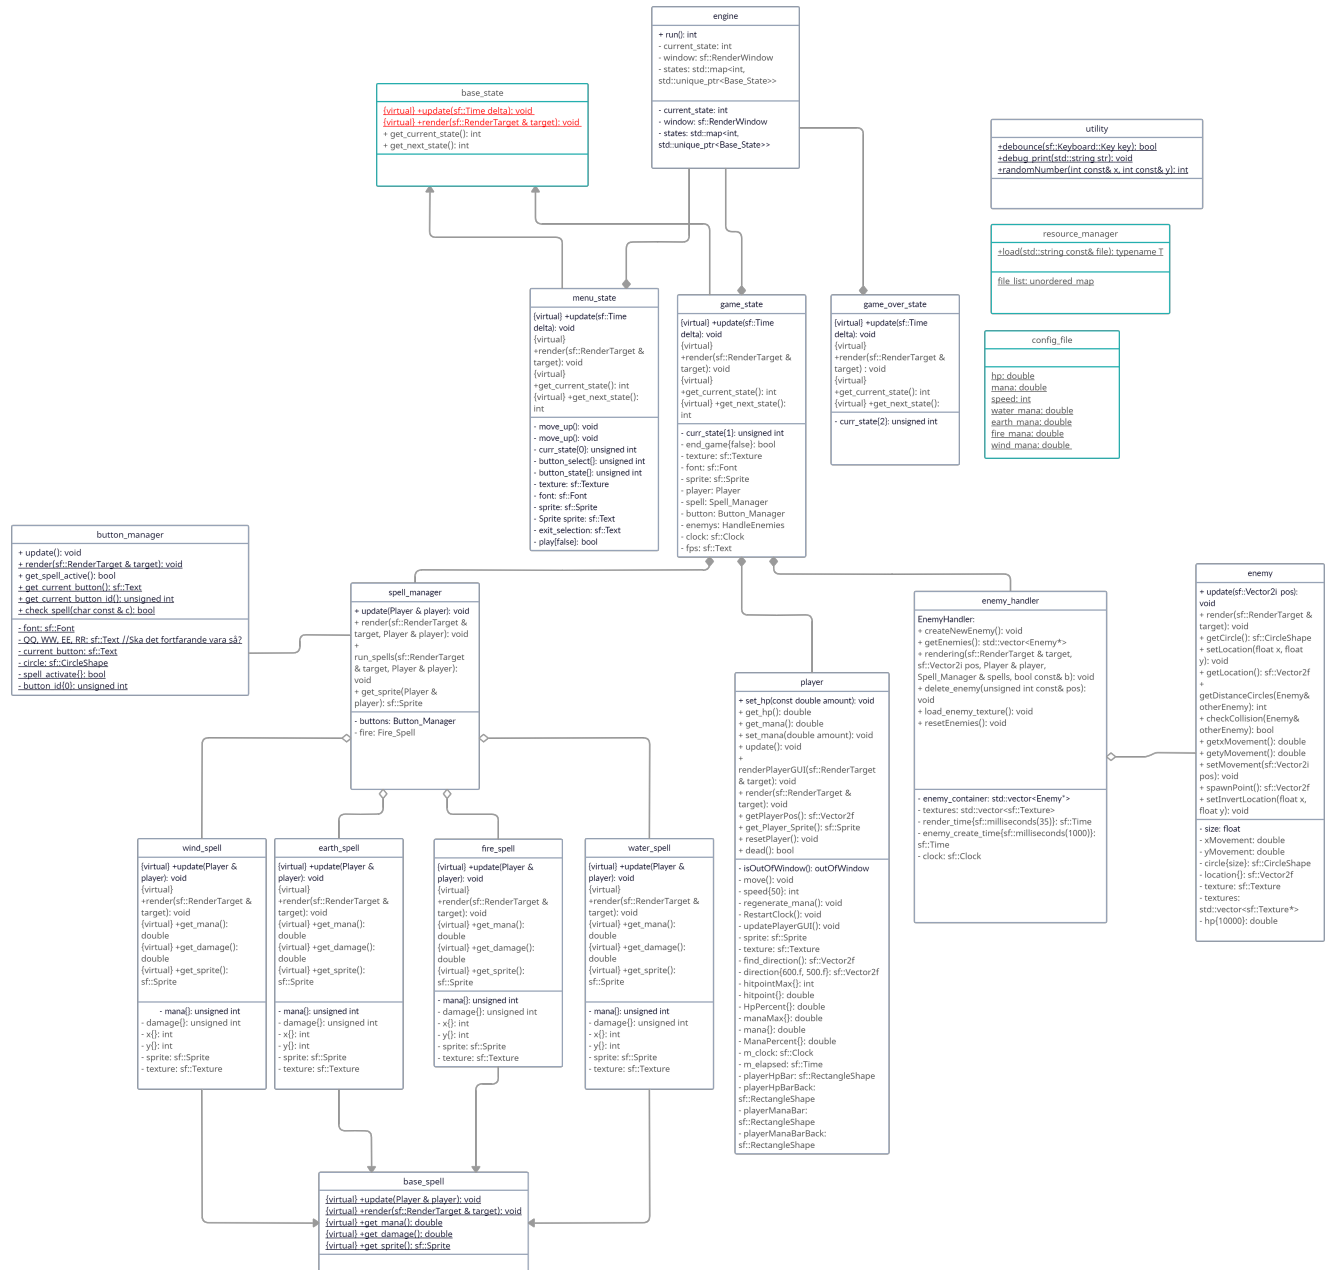 engine
+ run(): int
- current_state: int
- window: sf::RenderWindow
- states: std::map<int,
std::unique_ptr<Base_State>>
- current_state: int
- window: sf::RenderWindow
- states: std::map<int,
std::unique_ptr<Base_State>>
base_state
{virtual} +update(sf::Time delta): void
{virtual} +render(sf::RenderTarget & target): void
+ get_current_state(): int
+ get_next_state(): int
utility
+debounce(sf::Keyboard::Key key): bool
+debug_print(std::string str): void
+randomNumber(int const& x, int const& y): int
resource_manager
+load(std::string const& file): typename T
file_list: unordered_map
config_file
hp: double
mana: double
speed: int
water_mana: double
earth_mana: double
fire_mana: double
wind_mana: double
menu_state
{virtual} +update(sf::Time
delta): void
{virtual}
+render(sf::RenderTarget &
target): void
{virtual}
+get_current_state(): int
{virtual} +get_next_state():
int
- move_up(): void
- move_up(): void
- curr_state{0}: unsigned int
- button_select{}: unsigned int
- button_state{}: unsigned int
- texture: sf::Texture
- font: sf::Font
- sprite: sf::Sprite
- Sprite sprite: sf::Text
- exit_selection: sf::Text
- play{false}: bool
game_state
{virtual} +update(sf::Time
delta): void
{virtual}
+render(sf::RenderTarget &
target): void
{virtual}
+get_current_state(): int
{virtual} +get_next_state():
int
- curr_state{1}: unsigned int
- end_game{false}: bool
- texture: sf::Texture
- font: sf::Font
- sprite: sf::Sprite
- player: Player
- spell: Spell_Manager
- button: Button_Manager
- enemys: HandleEnemies
- clock: sf::Clock
- fps: sf::Text
game_over_state
{virtual} +update(sf::Time
delta): void
{virtual}
+render(sf::RenderTarget &
target) : void
{virtual}
+get_current_state(): int
{virtual} +get_next_state():
- curr_state{2}: unsigned int
button_manager
+ update(): void
+ render(sf::RenderTarget & target): void
+ get_spell_active(): bool
+ get_current_button(): sf::Text
+ get_current_button_id(): unsigned int
+ check_spell(char const & c): bool
- font: sf::Font
- QQ, WW, EE, RR: sf::Text //Ska det fortfarande vara så?
- current_button: sf::Text
- circle: sf::CircleShape
- spell_activate{}: bool
- button_id{0}: unsigned int
spell_manager
+ update(Player & player): void
+ render(sf::RenderTarget &
target, Player & player): void
+
run_spells(sf::RenderTarget
& target, Player & player):
void
+ get_sprite(Player &
player): sf::Sprite
- buttons: Button_Manager
- fire: Fire_Spell
player
+ set_hp(const double amount): void
+ get_hp(): double
+ get_mana(): double
+ set_mana(double amount): void
+ update(): void
+
renderPlayerGUI(sf::RenderTarget
& target): void
+ render(sf::RenderTarget &
target): void
+ getPlayerPos(): sf::Vector2f
+ get_Player_Sprite(): sf::Sprite
+ resetPlayer(): void
+ dead(): bool
- isOutOfWindow(): outOfWindow
- move(): void
- speed{50}: int
- regenerate_mana(): void
- RestartClock(): void
- updatePlayerGUI(): void
- sprite: sf::Sprite
- texture: sf::Texture
- find_direction(): sf::Vector2f
- direction{600.f, 500.f}: sf::Vector2f
- hitpointMax{}: int
- hitpoint{}: double
- HpPercent{}: double
- manaMax{}: double
- mana{}: double
- ManaPercent{}: double
- m_clock: sf::Clock
- m_elapsed: sf::Time
- playerHpBar: sf::RectangleShape
- playerHpBarBack:
sf::RectangleShape
- playerManaBar:
sf::RectangleShape
- playerManaBarBack:
sf::RectangleShape
enemy_handler
EnemyHandler:
+ createNewEnemy(): void
+ getEnemies(): std::vector<Enemy*>
+ rendering(sf::RenderTarget & target,
sf::Vector2i pos, Player & player,
Spell_Manager & spells, bool const& b): void
+ delete_enemy(unsigned int const& pos):
void
+ load_enemy_texture(): void
+ resetEnemies(): void
- enemy_container: std::vector<Enemy*>
- textures: std::vector<sf::Texture>
- render_time{sf::milliseconds(35)}: sf::Time
- enemy_create_time{sf::milliseconds(1000)}:
sf::Time
- clock: sf::Clock
enemy
+ update(sf::Vector2i pos):
void
+ render(sf::RenderTarget &
target): void
+ getCircle(): sf::CircleShape
+ setLocation(float x, float
y): void
+ getLocation(): sf::Vector2f
+
getDistanceCircles(Enemy&
otherEnemy): int
+ checkCollision(Enemy&
otherEnemy): bool
+ getxMovement(): double
+ getyMovement(): double
+ setMovement(sf::Vector2i
pos): void
+ spawnPoint(): sf::Vector2f
+ setInvertLocation(float x,
float y): void
- size: float
- xMovement: double
- yMovement: double
- circle{size}: sf::CircleShape
- location{}: sf::Vector2f
- texture: sf::Texture
- textures:
std::vector<sf::Texture*>
- hp{10000}: double
wind_spell
{virtual} +update(Player &
player): void
{virtual}
+render(sf::RenderTarget &
target): void
{virtual} +get_mana():
double
{virtual} +get_damage():
double
{virtual} +get_sprite():
sf::Sprite
- mana{}: unsigned int
- damage{}: unsigned int
- x{}: int
- y{}: int
- sprite: sf::Sprite
- texture: sf::Texture
earth_spell
{virtual} +update(Player &
player): void
{virtual}
+render(sf::RenderTarget &
target): void
{virtual} +get_mana():
double
{virtual} +get_damage():
double
{virtual} +get_sprite():
sf::Sprite
- mana{}: unsigned int
- damage{}: unsigned int
- x{}: int
- y{}: int
- sprite: sf::Sprite
- texture: sf::Texture
fire_spell
{virtual} +update(Player &
player): void
{virtual}
+render(sf::RenderTarget &
target): void
{virtual} +get_mana():
double
{virtual} +get_damage():
double
{virtual} +get_sprite():
sf::Sprite
- mana{}: unsigned int
- damage{}: unsigned int
- x{}: int
- y{}: int
- sprite: sf::Sprite
- texture: sf::Texture
water_spell
{virtual} +update(Player &
player): void
{virtual}
+render(sf::RenderTarget &
target): void
{virtual} +get_mana():
double
{virtual} +get_damage():
double
{virtual} +get_sprite():
sf::Sprite
- mana{}: unsigned int
- damage{}: unsigned int
- x{}: int
- y{}: int
- sprite: sf::Sprite
- texture: sf::Texture
base_spell
{virtual} +update(Player & player): void
{virtual} +render(sf::RenderTarget & target): void
{virtual} +get_mana(): double
{virtual} +get_damage(): double
{virtual} +get_sprite(): sf::Sprite